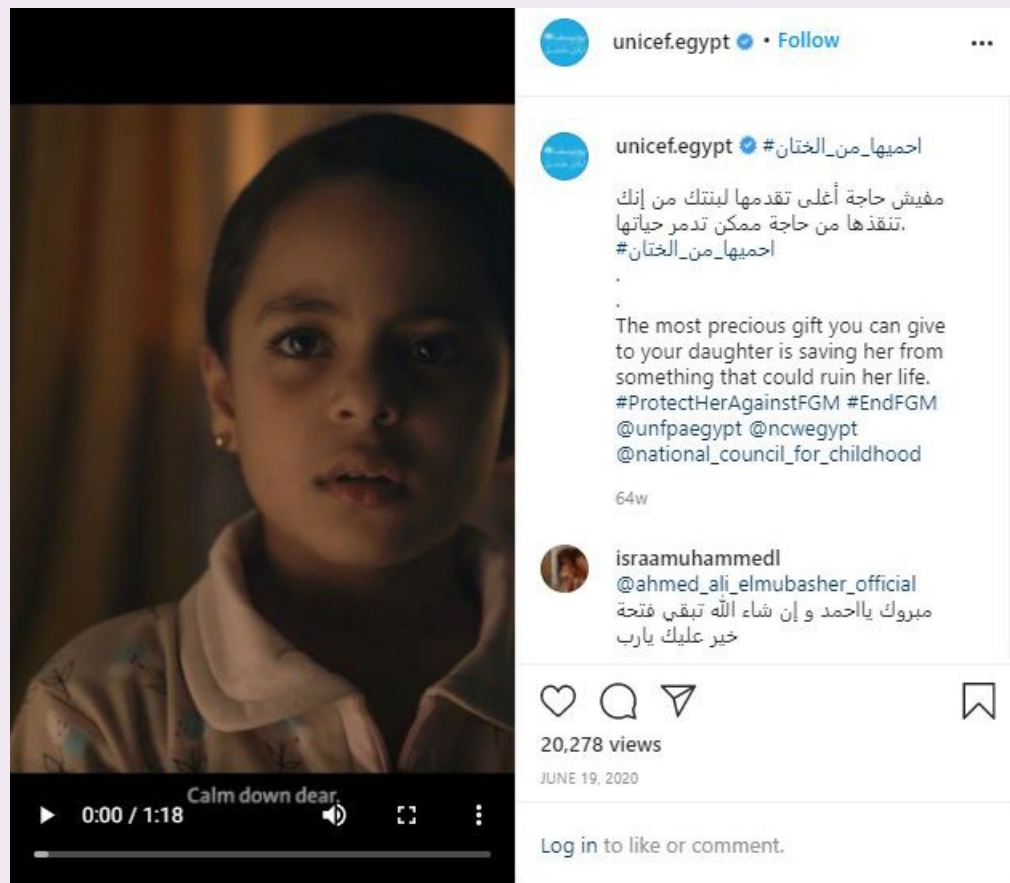 unicef.egypt • Follow
unicef.egypt #احميها_من_الختان
مفيش حاجة أغلى تقدمها لبنتك من إنك
تنقذها من حاجة ممكن تدمر حياتها.
#احميها_من_الختان
.
.
The most precious gift you can give
to your daughter is saving her from
something that could ruin her life.
#ProtectHerAgainstFGM #EndFGM
@unfpaegypt @ncwegypt
@national_council_for_childhood
64w
israamuhammedl
@ahmed_ali_elmubasher_official
مبروك يااحمد و إن شاء الله تبقي فتحة
خير عليك يارب
20,278 views
JUNE 19, 2020
Log in to like or comment.
Calm down dear,
0:00 / 1:18